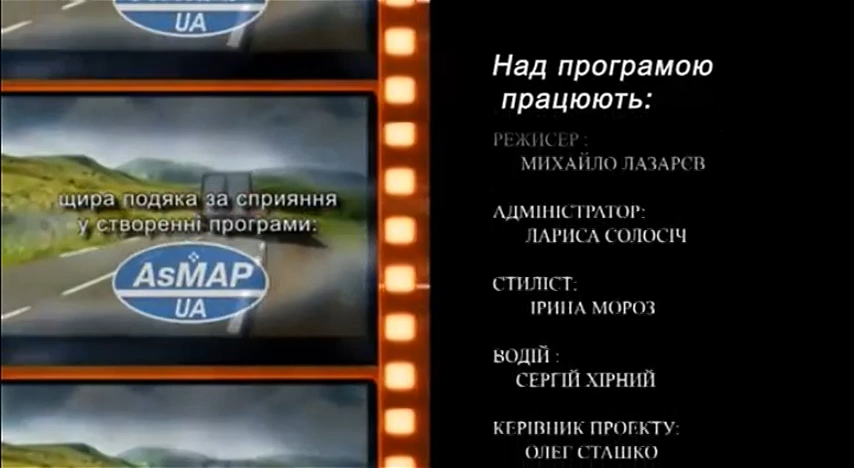 UA
щира подяка за сприяння
у створенні програми:
AsMAP
UA
Над програмою
працюють:
РЕЖИСЕР :
МИХАЙЛО ЛАЗАРЄВ
АДМІНІСТРАТОР:
ЛАРИСА СОЛОСІЧ
СТИЛІСТ:
ІРИНА МОРОЗ
ВОДІЙ :
СЕРГІЙ ХІРНИЙ
КЕРІВНИК ПРОЕКТУ:
ОЛЕГ СТАШКО